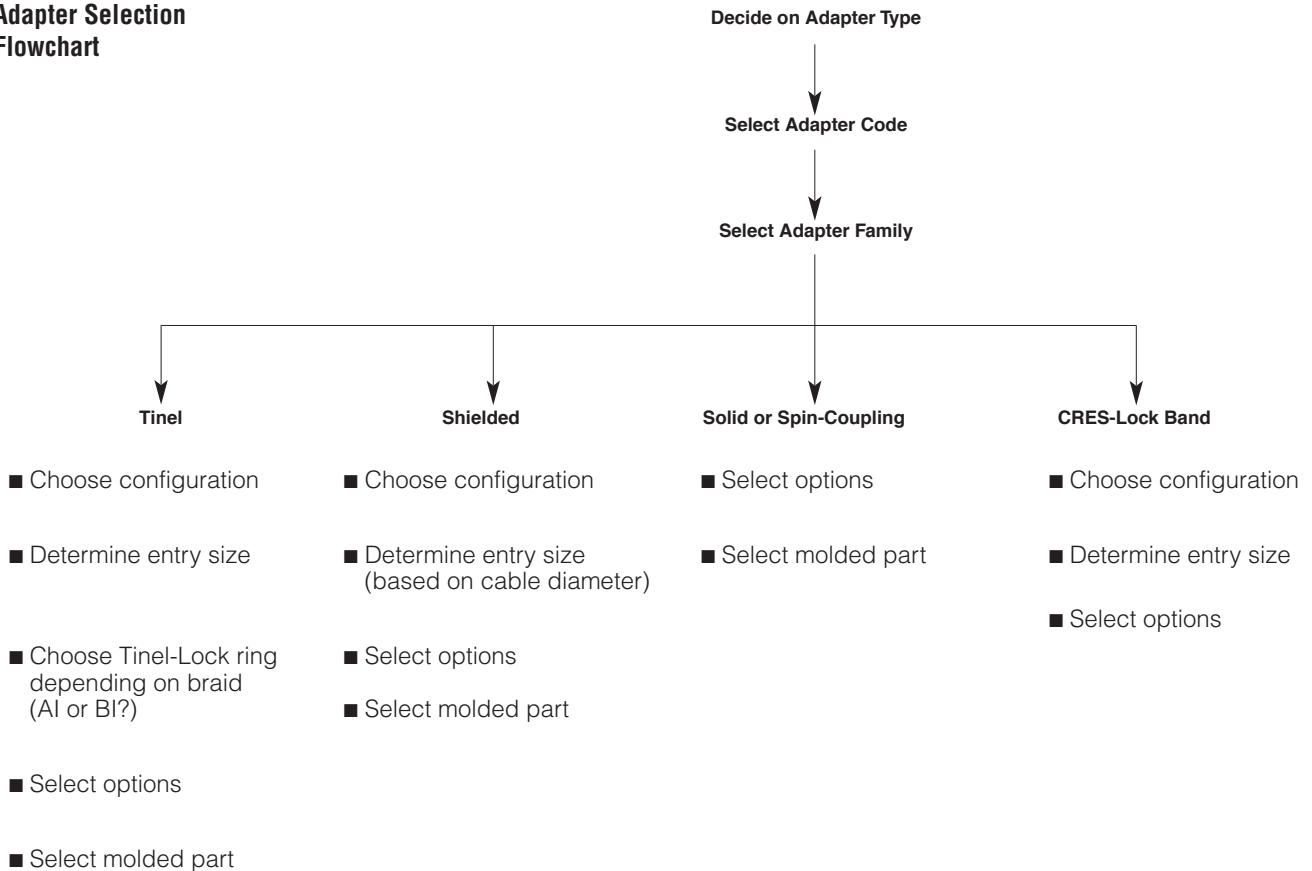 Adapter Selection
Flowchart
Decide on Adapter Type
Select Adapter Code
Select Adapter Family
Tinel
■ Choose configuration
■ Determine entry size
■ Choose Tinel-Lock ring
depending on braid
(AI or BI?)
■ Select options
■ Select molded part
Shielded
■ Choose configuration
■ Determine entry size
(based on cable diameter)
■ Select options
■ Select molded part
Solid or Spin-Coupling
■ Select options
■ Select molded part
CRES-Lock Band
■ Choose configuration
■ Determine entry size
■ Select options